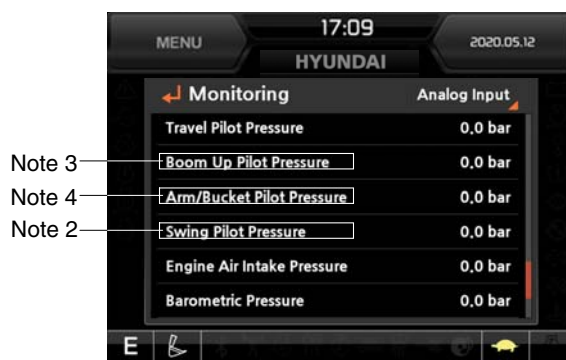 17:09
MENU
2020.05.12
HYUNDAI
Monitoring
Analog Input
Travel Pilot Pressure 0.0 bar
Note 3 Boom Up Pilot Pressure 0.0 bar
Note 4 Arm/Bucket Pilot Pressure 0.0 bar
Note 2 Swing Pilot Pressure 0.0 bar
Engine Air Intake Pressure 0.0 bar
Barometric Pressure 0.0 bar
E